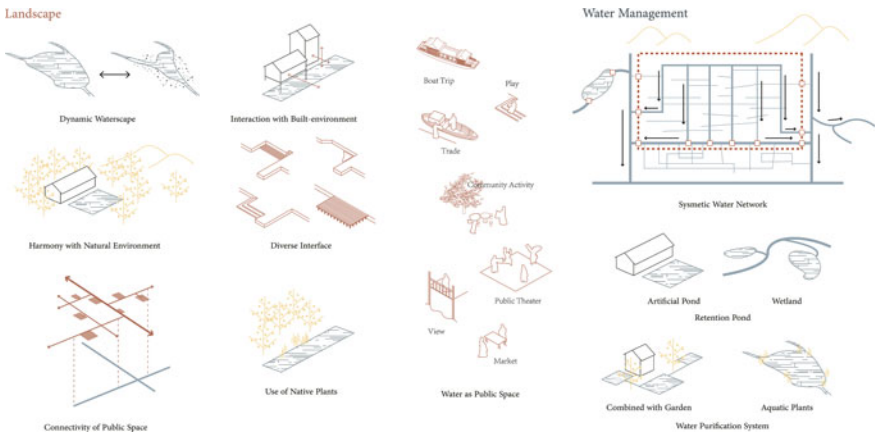 Landscape
Water Management
Dynamic Waterscape
Interaction with Built-environment
Boat Trip
Play
Trade
Community Activity
Harmony with Natural Environment
Diverse Interface
Public Theater
View
Market
Connectivity of Public Space
Use of Native Plants
Water as Public Space
Sysmetic Water Network
Artificial Pond
Wetland
Retention Pond
Combined with Garden
Aquatic Plants
Water Purification System